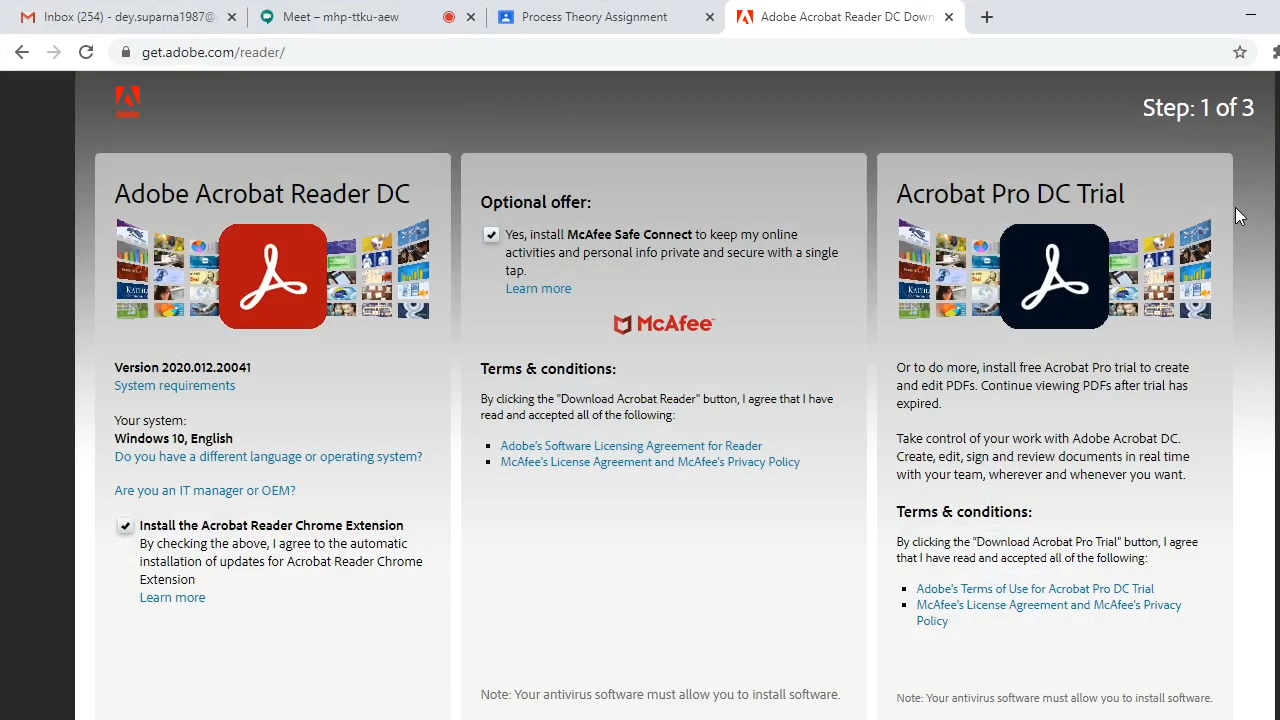 Inbox (254) - dey.suparna1987@
Meet – mhp-ttku-aew
Process Theory Assignment
Adobe Acrobat Reader DC Down
get.adobe.com/reader/
Adobe
Step: 1 of 3
Adobe Acrobat Reader DC
Version 2020.012.20041
System requirements
Your system:
Windows 10, English
Do you have a different language or operating system?
Are you an IT manager or OEM?
Install the Acrobat Reader Chrome Extension
By checking the above, I agree to the automatic
installation of updates for Acrobat Reader Chrome
Extension
Learn more
Optional offer:
Yes, install McAfee Safe Connect to keep my online
activities and personal info private and secure with a single
tap.
Learn more
McAfee
Terms & conditions:
By clicking the "Download Acrobat Reader" button, I agree that I have
read and accepted all of the following:
Adobe's Software Licensing Agreement for Reader
McAfee's License Agreement and McAfee's Privacy Policy
Note: Your antivirus software must allow you to install software.
Acrobat Pro DC Trial
Or to do more, install free Acrobat Pro trial to create
and edit PDFs. Continue viewing PDFs after trial has
expired.
Take control of your work with Adobe Acrobat DC.
Create, edit, sign and review documents in real time
with your team, wherever and whenever you want.
Terms & conditions:
By clicking the "Download Acrobat Pro Trial" button, I agree
that I have read and accepted all of the following:
Adobe's Terms of Use for Acrobat Pro DC Trial
McAfee's License Agreement and McAfee's Privacy
Policy
Note: Your antivirus software must allow you to install software.